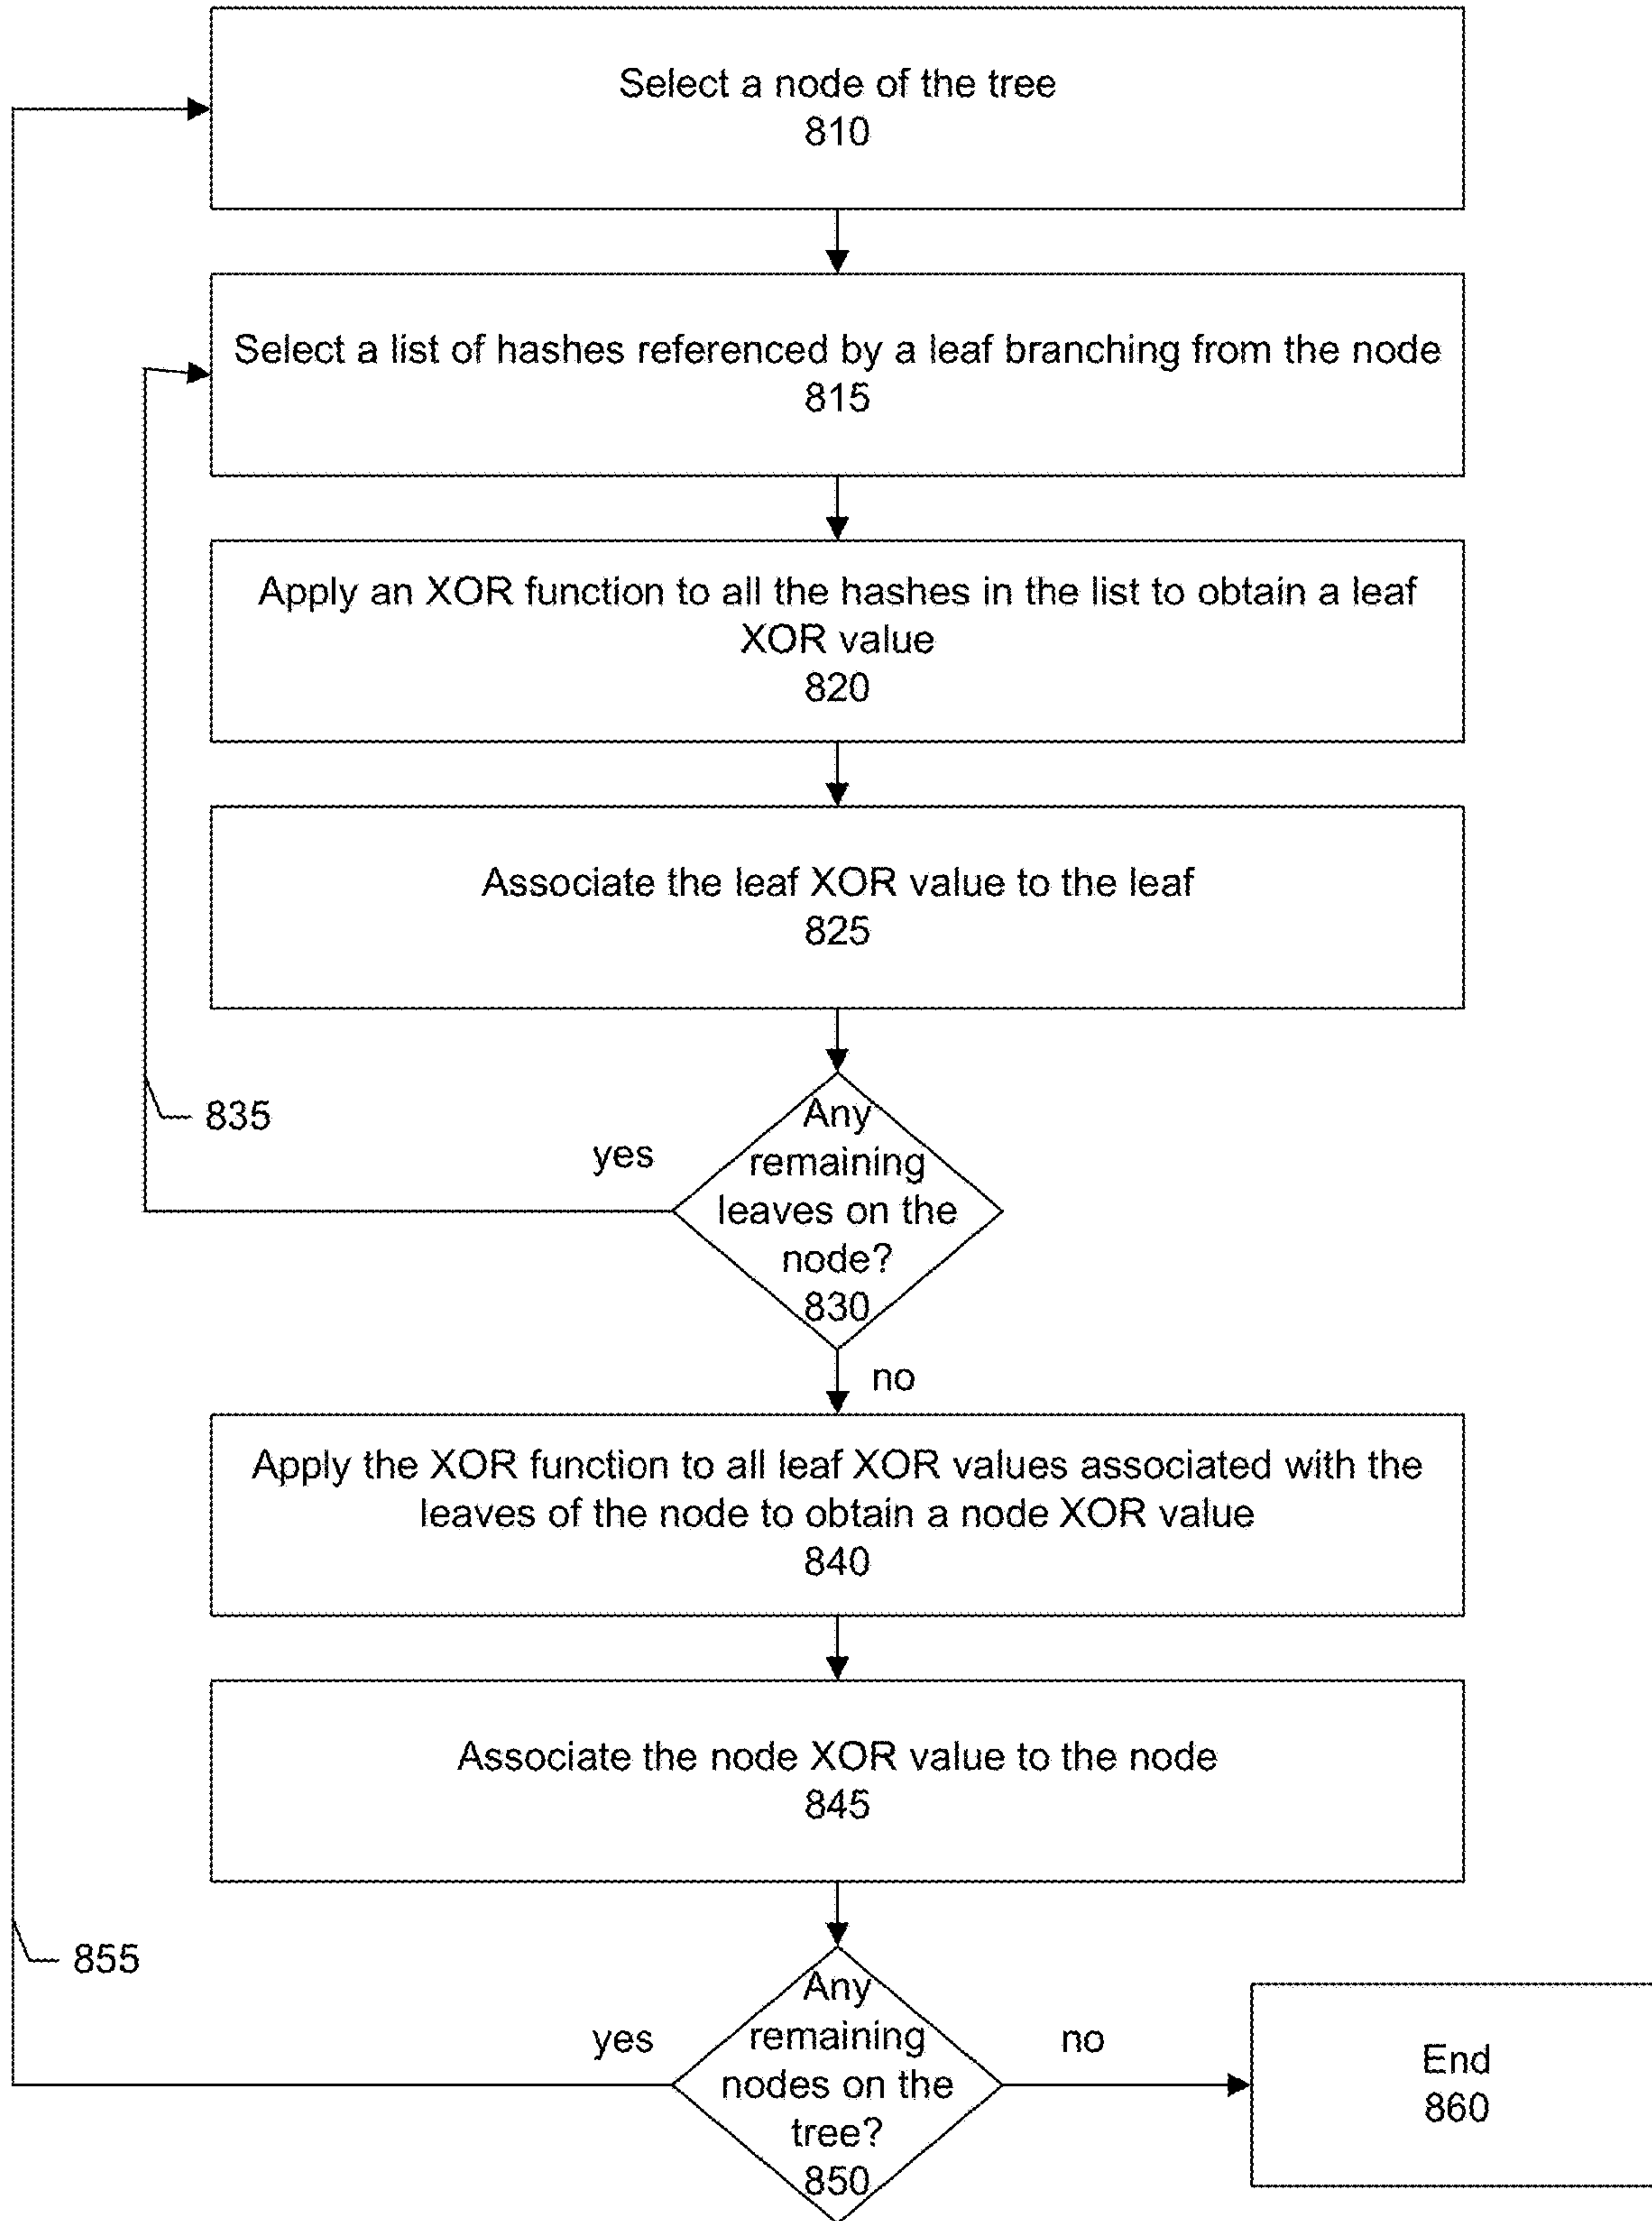 Select a node of the tree
810
Select a list of hashes referenced by a leaf branching from the node
815
Apply an XOR function to all the hashes in the list to obtain a leaf
XOR value
820
Associate the leaf XOR value to the leaf
825
835
yes
Any
remaining
leaves on the
node?
830
no
Apply the XOR function to all leaf XOR values associated with the
leaves of the node to obtain a node XOR value
840
Associate the node XOR value to the node
845
855
yes
Any
remaining
nodes on the
tree?
850
no
End
860